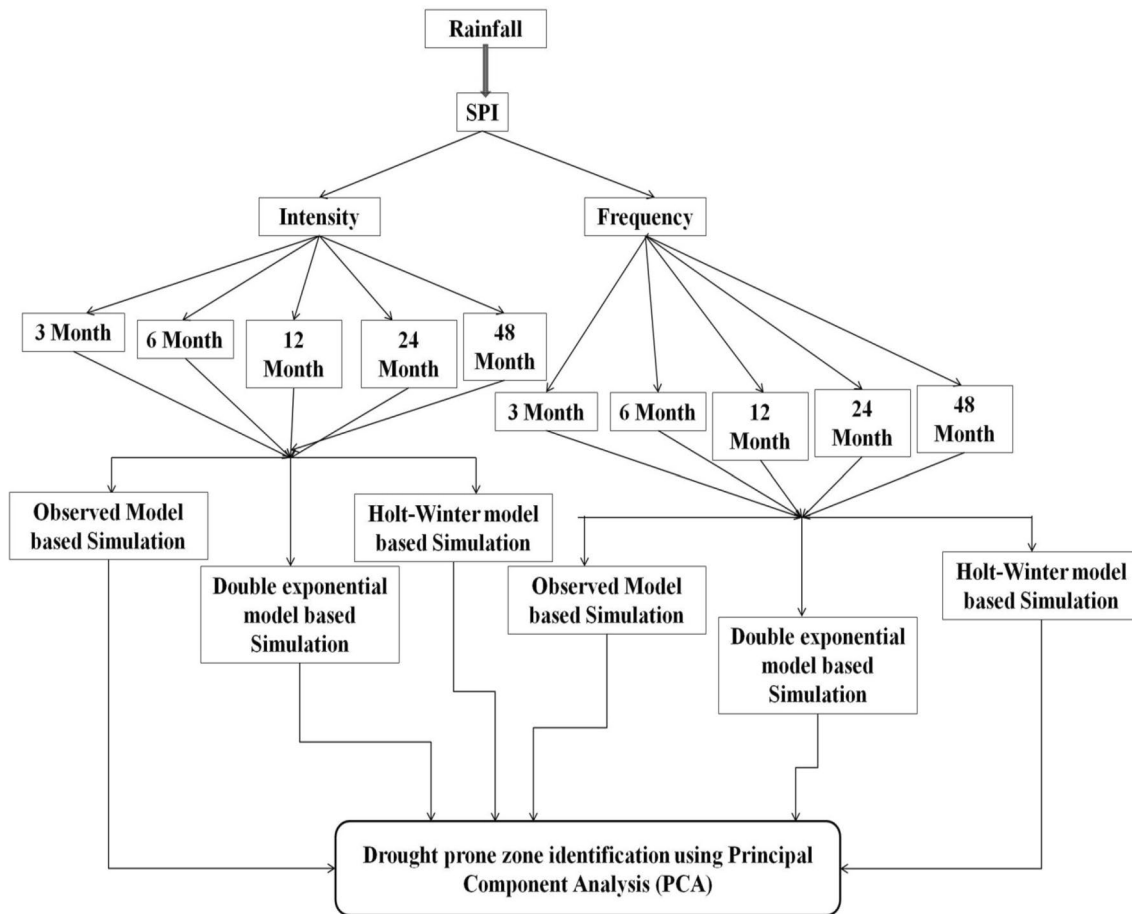 Rainfall
SPI
Intensity
Frequency
3 Month
6 Month
12
Month
24
Month
48
Month
3 Month
6 Month
12
Month
24
Month
48
Month
Observed Model
based Simulation
Double exponential
model based
Simulation
Holt-Winter model
based Simulation
Observed Model
based Simulation
Double exponential
model based
Simulation
Holt-Winter model
based Simulation
Drought prone zone identification using Principal
Component Analysis (PCA)